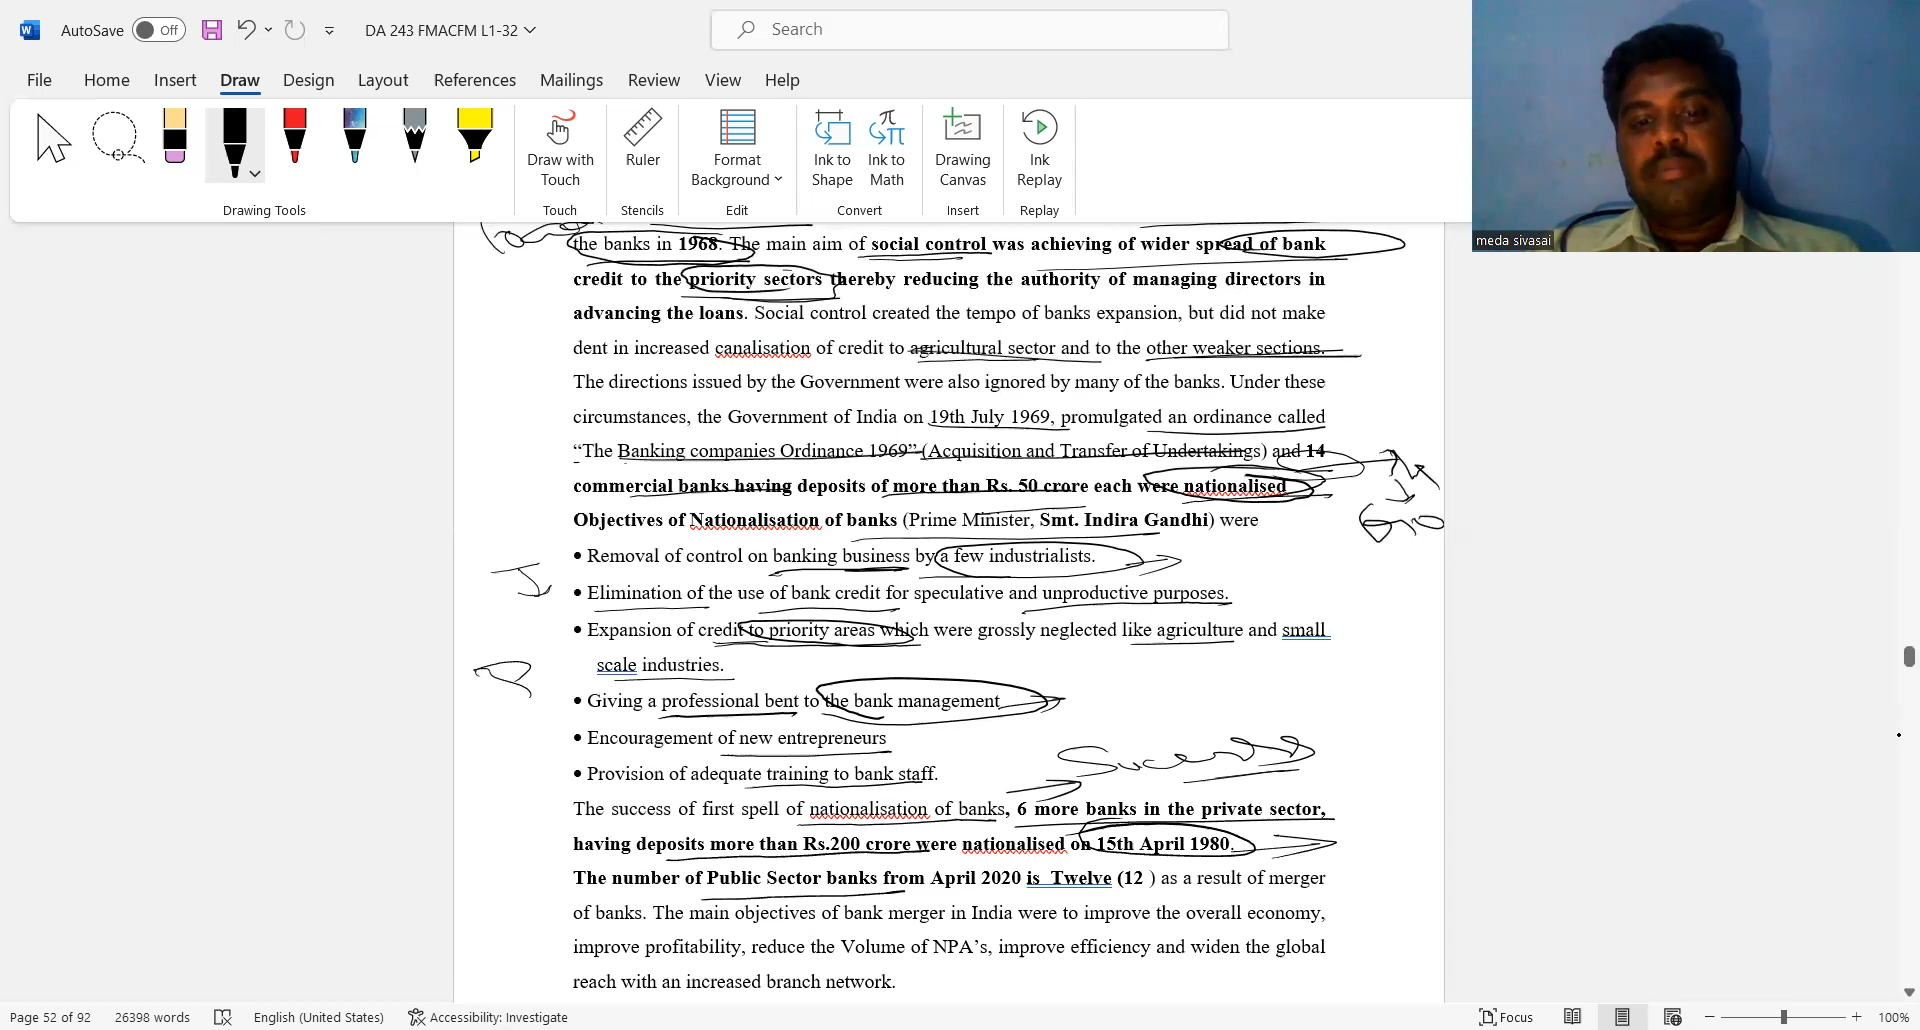 AutoSave Off DA 243 FMACFM L1-32 Search
File Home Insert Draw Design Layout References Mailings Review View Help
Draw with Touch Ruler Format Background Ink to Shape Ink to Math Drawing Canvas Ink Replay
Drawing Tools Touch Stencils Edit Convert Insert Replay
meda sivasai
the banks in 1968. The main aim of social control was achieving of wider spread of bank
credit to the priority sectors thereby reducing the authority of managing directors in
advancing the loans. Social control created the tempo of banks expansion, but did not make
dent in increased canalisation of credit to agricultural sector and to the other weaker sections.
The directions issued by the Government were also ignored by many of the banks. Under these
circumstances, the Government of India on 19th July 1969, promulgated an ordinance called
“The Banking companies Ordinance 1969” (Acquisition and Transfer of Undertakings) and 14
commercial banks having deposits of more than Rs. 50 crore each were nationalised
Objectives of Nationalisation of banks (Prime Minister, Smt. Indira Gandhi) were
• Removal of control on banking business by a few industrialists.
• Elimination of the use of bank credit for speculative and unproductive purposes.
• Expansion of credit to priority areas which were grossly neglected like agriculture and small
scale industries.
• Giving a professional bent to the bank management
• Encouragement of new entrepreneurs
• Provision of adequate training to bank staff.
The success of first spell of nationalisation of banks, 6 more banks in the private sector,
having deposits more than Rs.200 crore were nationalised on 15th April 1980.
The number of Public Sector banks from April 2020 is Twelve (12 ) as a result of merger
of banks. The main objectives of bank merger in India were to improve the overall economy,
improve profitability, reduce the Volume of NPA’s, improve efficiency and widen the global
reach with an increased branch network.
Page 52 of 92 26398 words English (United States) Accessibility: Investigate Focus 100%